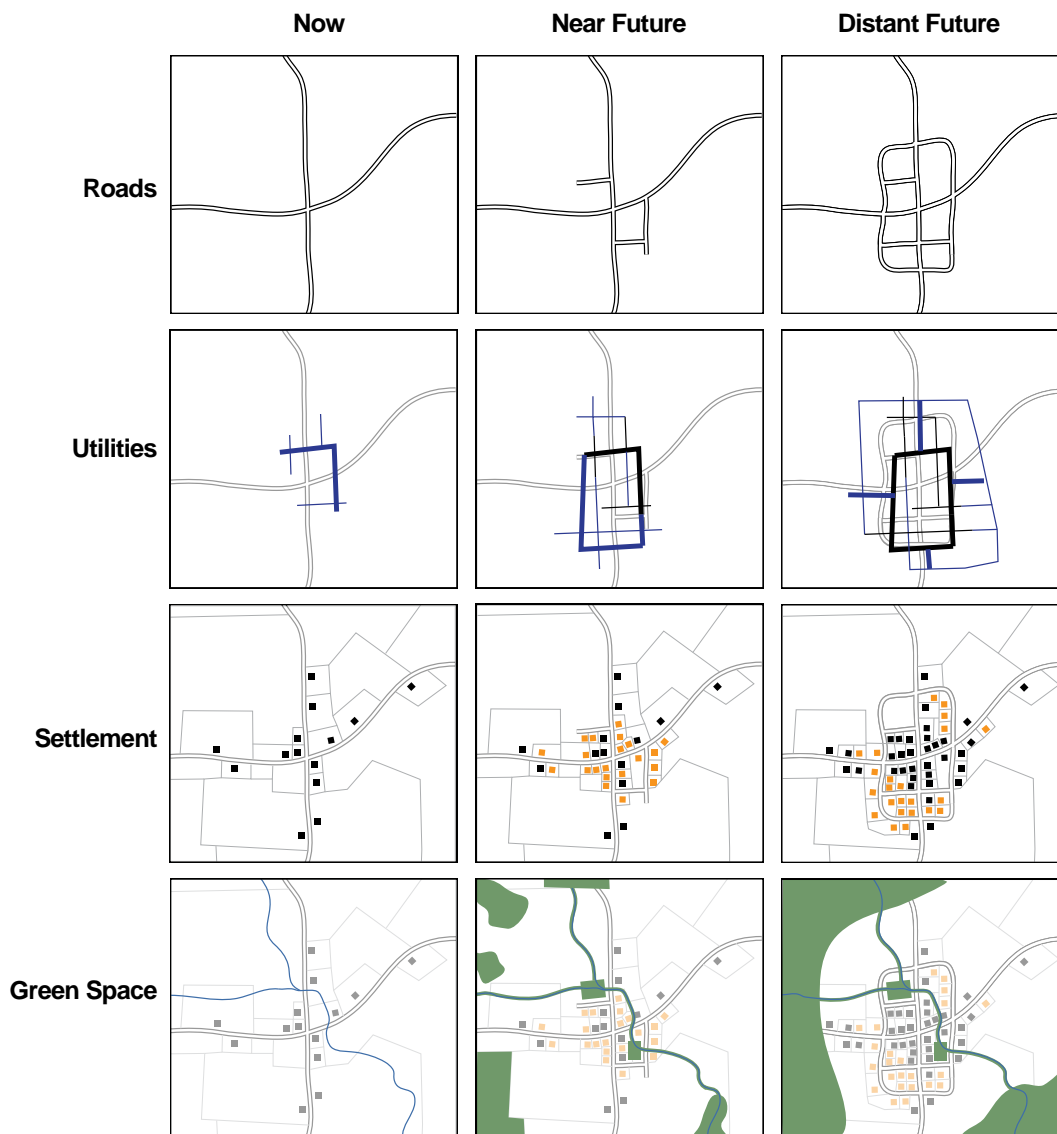 Now
Near Future
Distant Future
Roads
Utilities
Settlement
Green Space